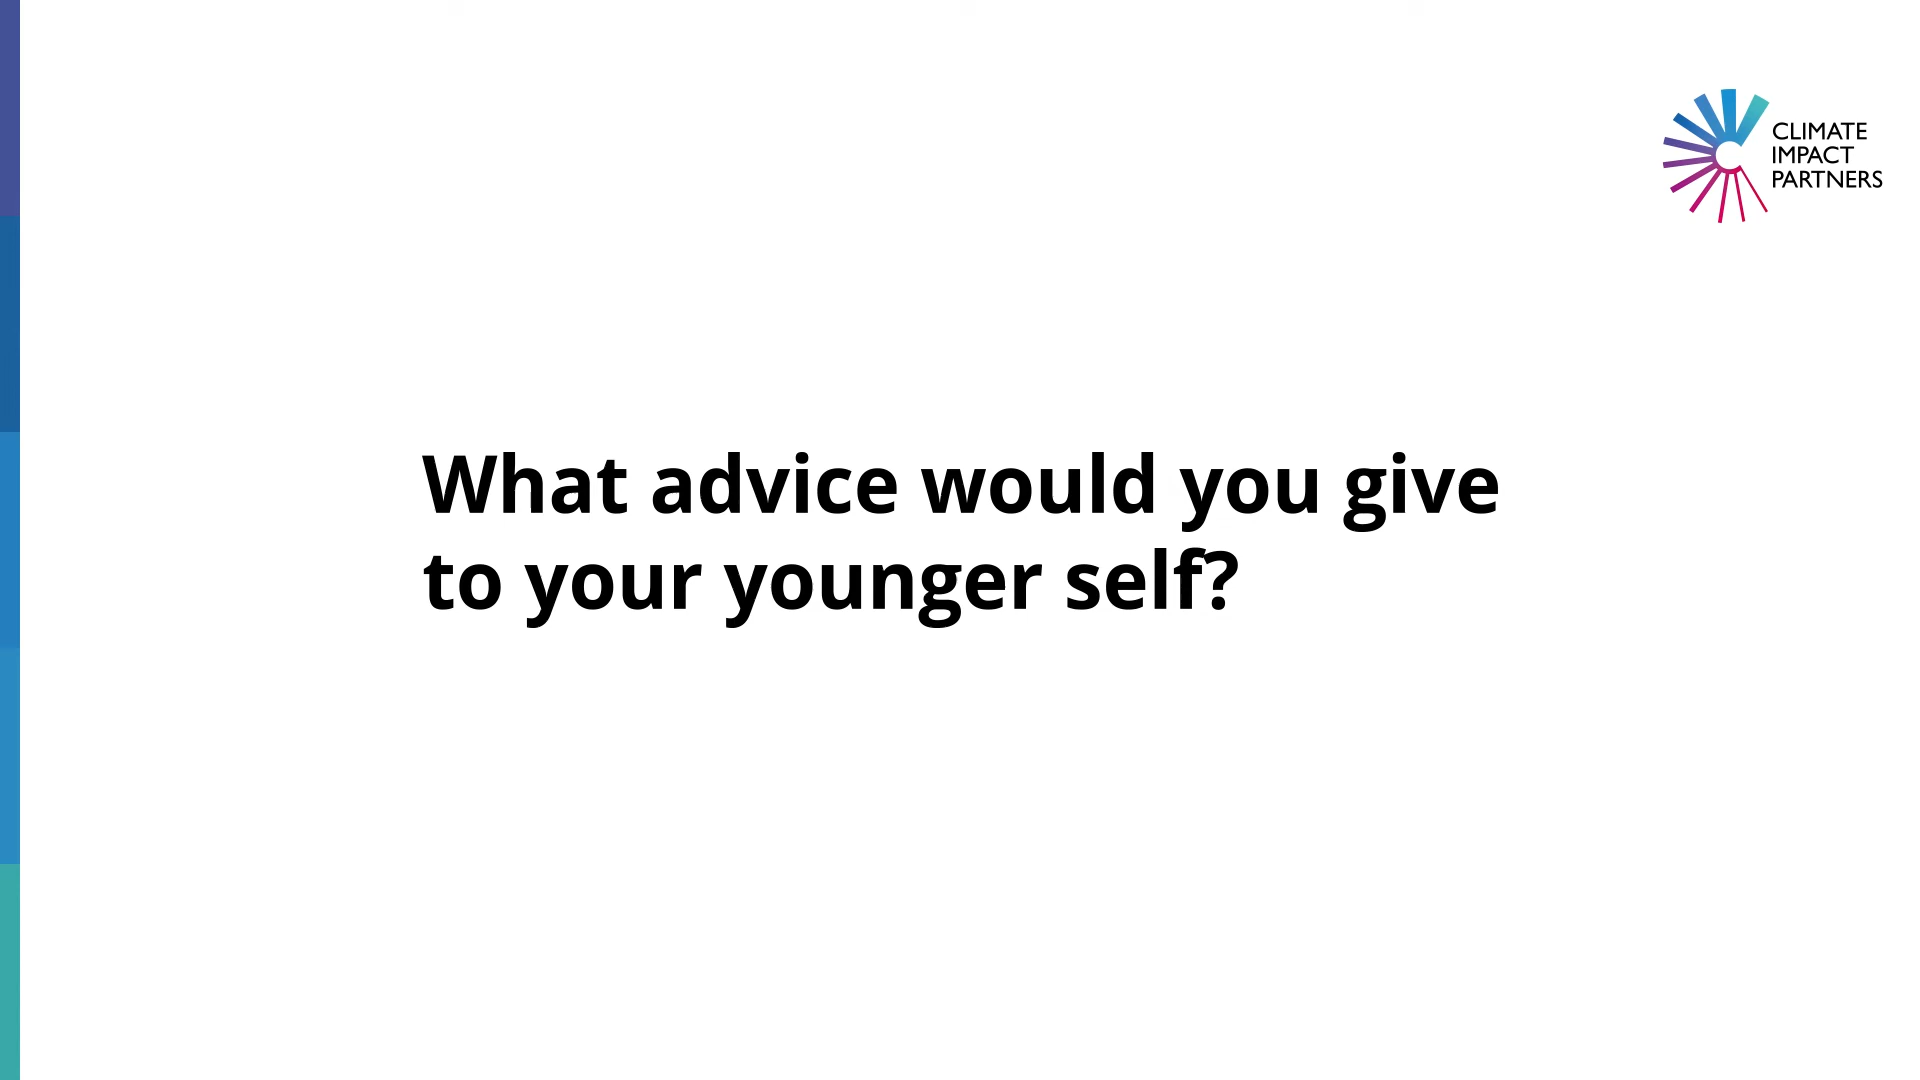 CLIMATE
IMPACT
PARTNERS
What advice would you give
to your younger self?